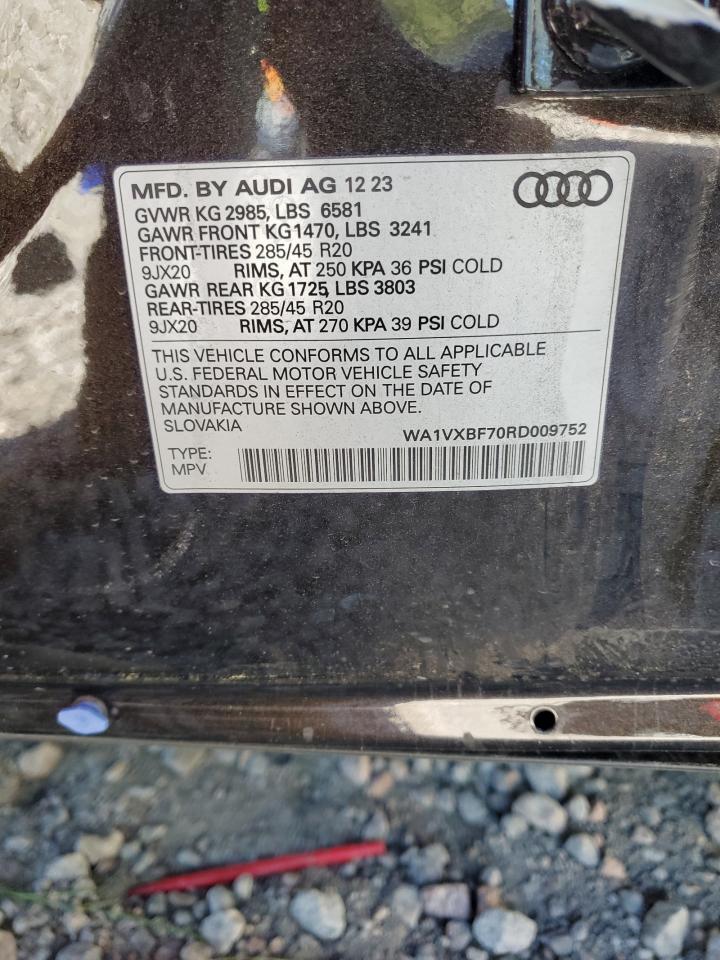 MFD. BY AUDI AG 12 23
GVWR KG 2985, LBS 6581
GAWR FRONT KG1470, LBS 3241
FRONT-TIRES 285/45 R20
9JX20 RIMS, AT 250 KPA 36 PSI COLD
GAWR REAR KG 1725, LBS 3803
REAR-TIRES 285/45 R20
9JX20 RIMS, AT 270 KPA 39 PSI COLD
THIS VEHICLE CONFORMS TO ALL APPLICABLE
U.S. FEDERAL MOTOR VEHICLE SAFETY
STANDARDS IN EFFECT ON THE DATE OF
MANUFACTURE SHOWN ABOVE.
SLOVAKIA
WA1VXBF70RD009752
TYPE:
MPV